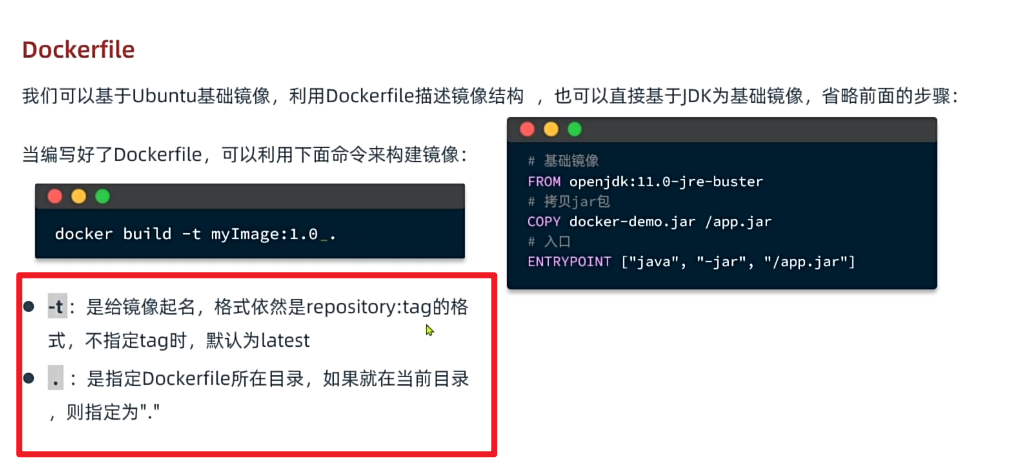 Dockerfile
我们可以基于Ubuntu基础镜像，利用Dockerfile描述镜像结构 ，也可以直接基于JDK为基础镜像，省略前面的步骤：
当编写好了Dockerfile，可以利用下面命令来构建镜像：
docker build -t myImage:1.0_.
-t：是给镜像起名，格式依然是repository:tag的格
式，不指定tag时，默认为latest
. ：是指定Dockerfile所在目录，如果就在当前目录
，则指定为"."
# 基础镜像
FROM openjdk:11.0-jre-buster
# 拷贝jar包
COPY docker-demo.jar /app.jar
# 入口
ENTRYPOINT ["java", "-jar", "/app.jar"]